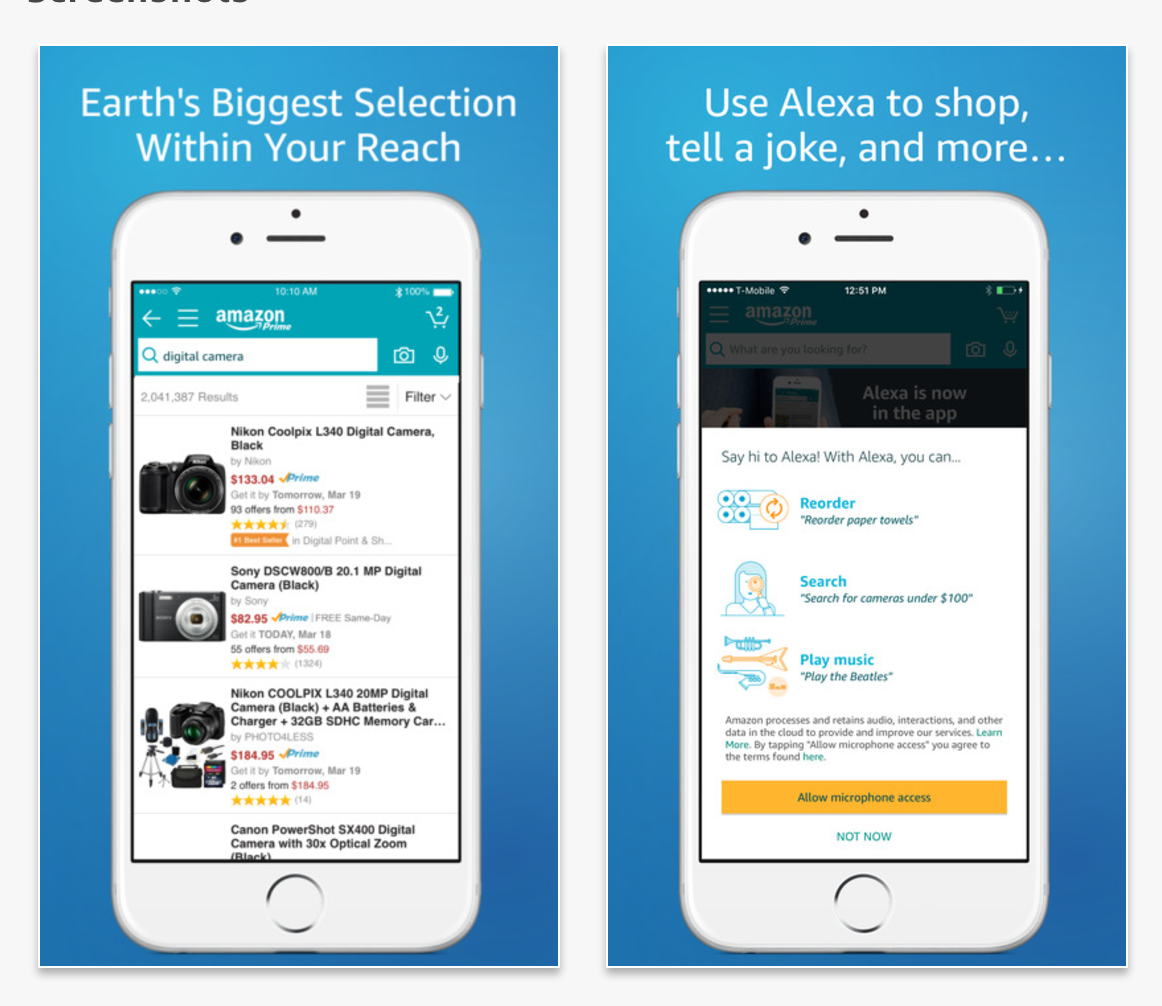 Screenshots
Earth's Biggest Selection
Within Your Reach
10:10 AM
100%
amazon
Prime
2
digital camera
2,041,387 Results
Filter
Nikon Coolpix L340 Digital Camera,
Black
by Nikon
$133.04 Prime
Get it by Tomorrow, Mar 19
93 offers from $110.37
(279)
#1 Best Seller in Digital Point & Sh...
Sony DSCW800/B 20.1 MP Digital
Camera (Black)
by Sony
$82.95 Prime | FREE Same-Day
Get it TODAY, Mar 18
55 offers from $55.69
(1324)
Nikon COOLPIX L340 20MP Digital
Camera (Black) + AA Batteries &
Charger + 32GB SDHC Memory Car...
by PHOTO4LESS
$184.95 Prime
Get it by Tomorrow, Mar 19
2 offers from $184.95
(14)
Canon PowerShot SX400 Digital
Camera with 30x Optical Zoom
(Black)
Use Alexa to shop,
tell a joke, and more...
T-Mobile
12:51 PM
amazon
Prime
What are you looking for?
Alexa is now
in the app
Say hi to Alexa! With Alexa, you can...
Reorder
"Reorder paper towels"
Search
"Search for cameras under $100"
Play music
"Play the Beatles"
Amazon processes and retains audio, interactions, and other
data in the cloud to provide and improve our services. Learn
More. By tapping "Allow microphone access" you agree to
the terms found here.
Allow microphone access
NOT NOW